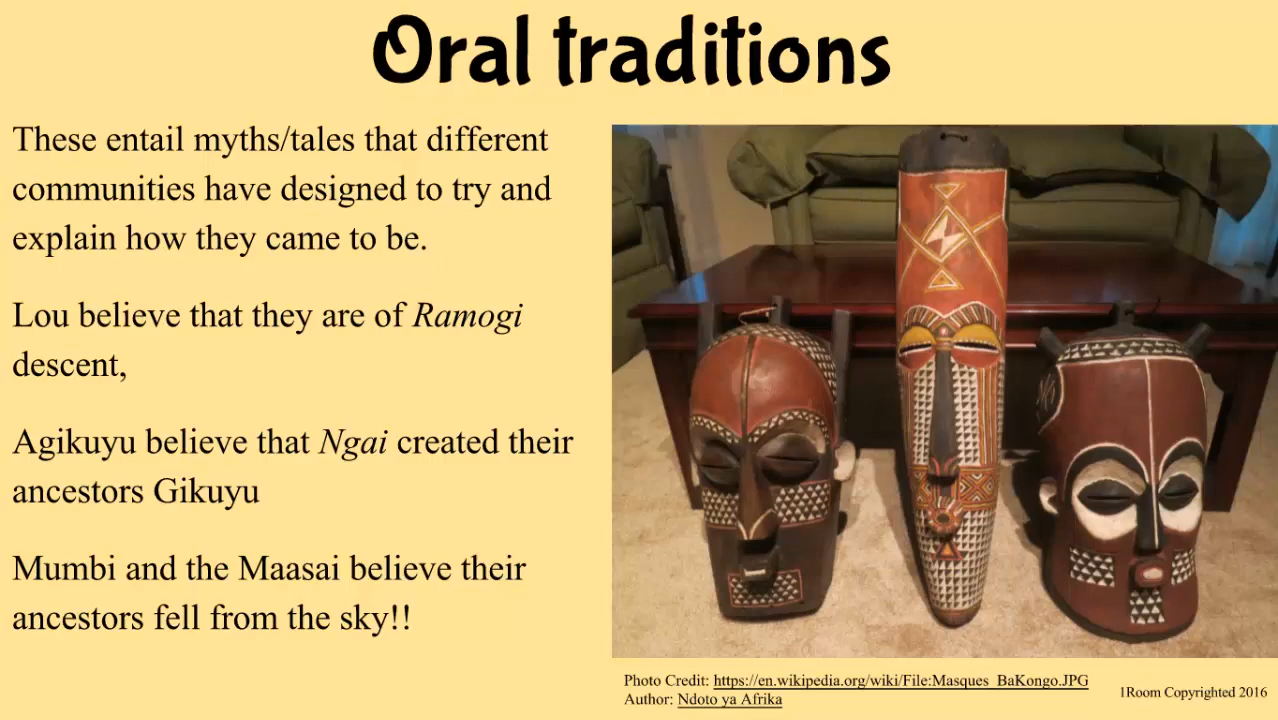 Oral traditions
These entail myths/tales that different
communities have designed to try and
explain how they came to be.
Lou believe that they are of Ramogi
descent,
Agikuyu believe that Ngai created their
ancestors Gikuyu
Mumbi and the Maasai believe their
ancestors fell from the sky!!
Photo Credit: https://en.wikipedia.org/wiki/File:Masques_BaKongo.JPG
Author: Ndoto ya Afrika
1Room Copyrighted 2016